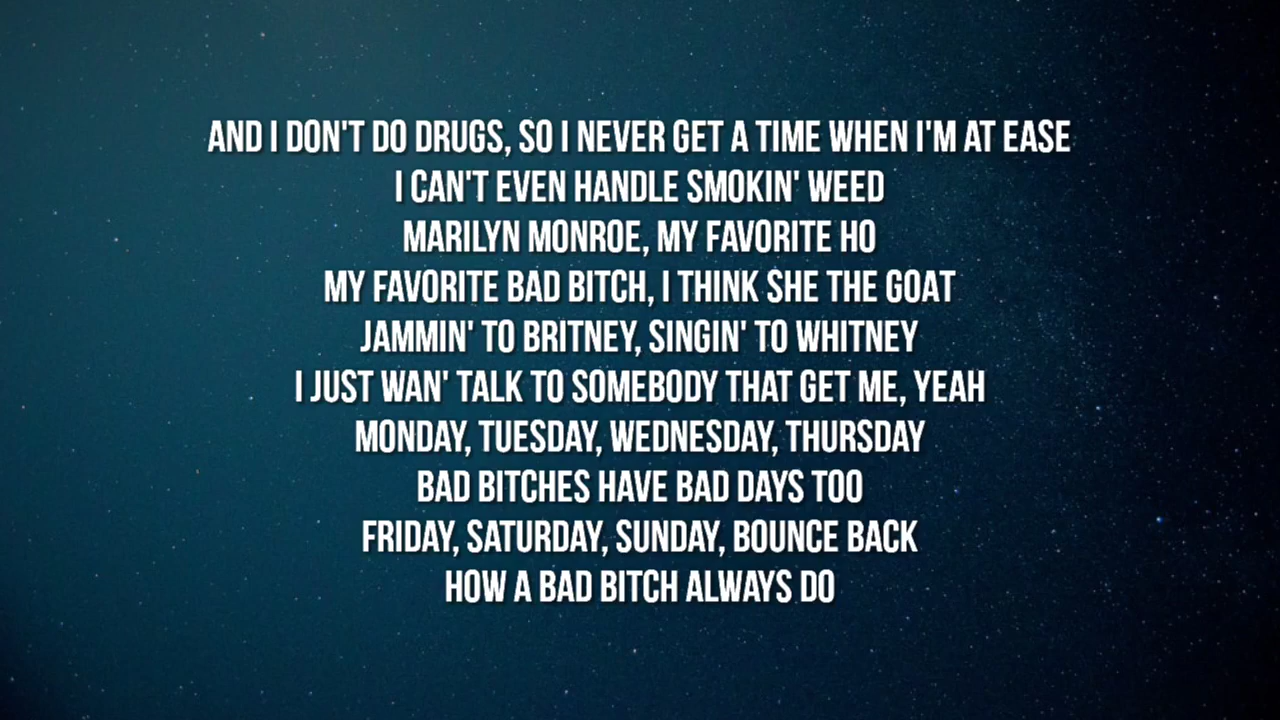 AND I DON'T DO DRUGS, SO I NEVER GET A TIME WHEN I'M AT EASE
I CAN'T EVEN HANDLE SMOKIN' WEED
MARILYN MONROE, MY FAVORITE HO
MY FAVORITE BAD BITCH, I THINK SHE THE GOAT
JAMMIN' TO BRITNEY, SINGIN' TO WHITNEY
I JUST WAN' TALK TO SOMEBODY THAT GET ME, YEAH
MONDAY, TUESDAY, WEDNESDAY, THURSDAY
BAD BITCHES HAVE BAD DAYS TOO
FRIDAY, SATURDAY, SUNDAY, BOUNCE BACK
HOW A BAD BITCH ALWAYS DO